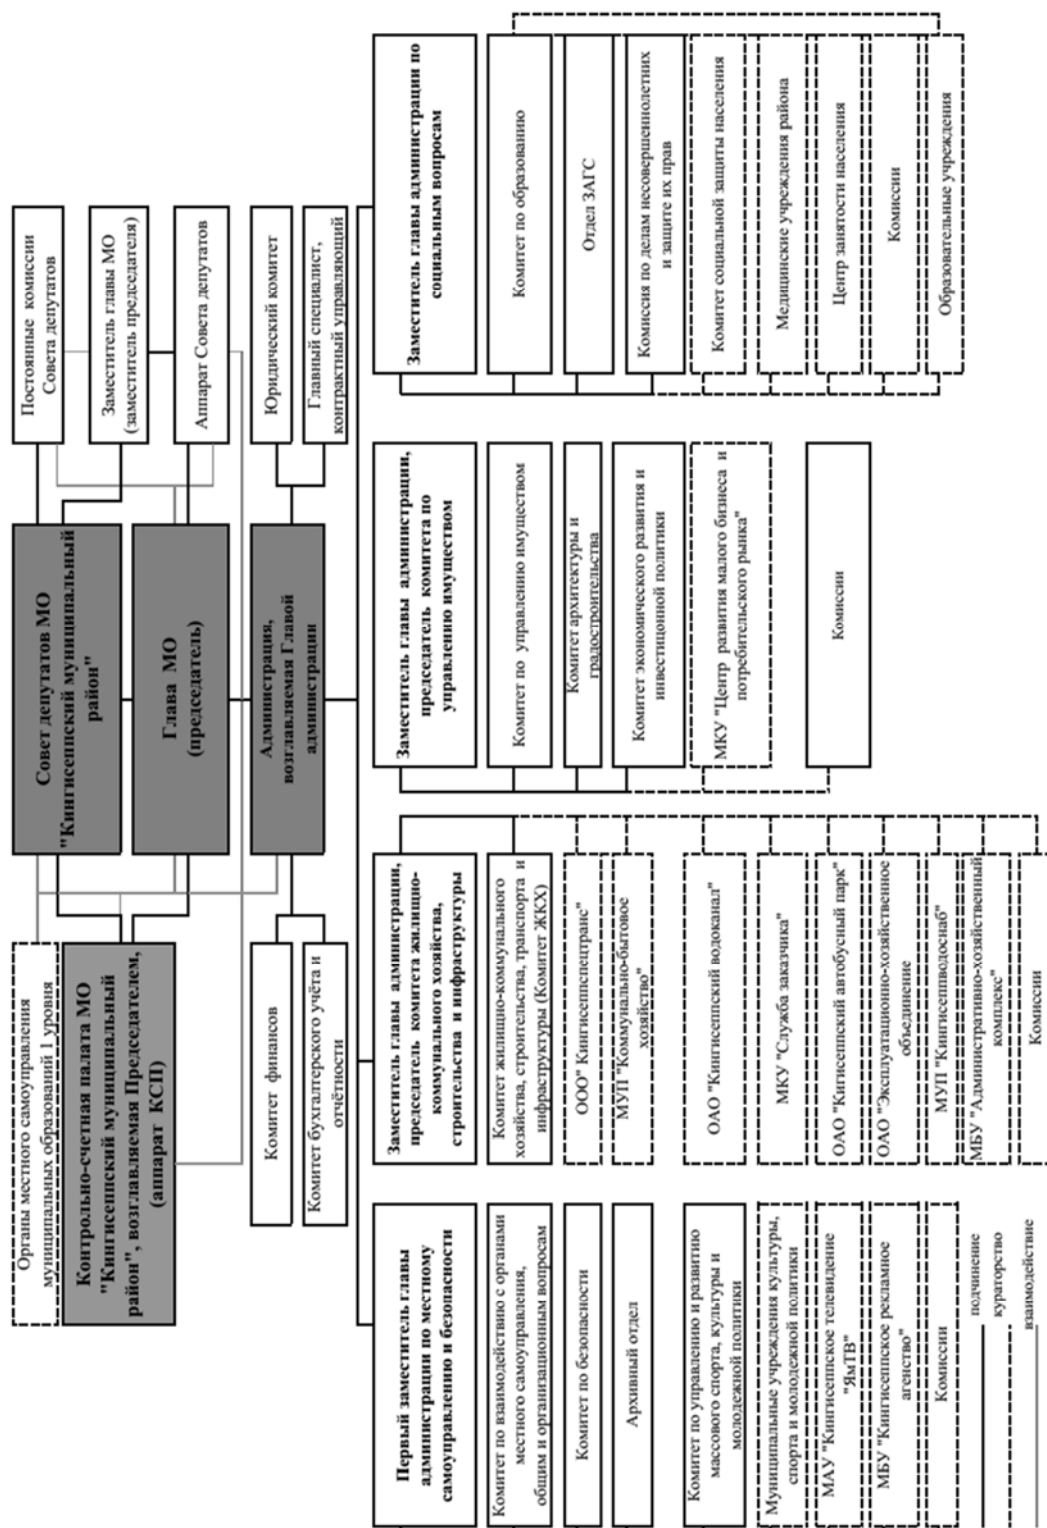 Органы местного самоуправления
муниципальных образований 1 уровня
Контрольно-счетная палата МО
"Кингисеппский муниципальный
район", возглавляемая Председателем,
(аппарат КСП)
Совет депутатов МО
"Кингисеппский муниципальный
район"
Глава МО
(председатель)
Администрация,
возглавляемая Главой
администрации
Постоянные комиссии
Совета депутатов
Заместитель главы МО
(заместитель председателя)
Аппарат Совета депутатов
Комитет финансов
Комитет бухгалтерского учёта и
отчётности
Юридический комитет
Главный специалист,
контрактный управляющий
Первый заместитель главы
администрации по местному
самоуправлению и безопасности
Комитет по взаимодействию с органами
местного самоуправления,
общим и организационным вопросам
Комитет по безопасности
Архивный отдел
Комитет по управлению и развитию
массового спорта, культуры и
молодежной политики
Муниципальные учреждения культуры,
спорта и молодежной политики
МАУ "Кингисеппское телевидение
"ЯмТВ"
МБУ "Кингисеппское рекламное
агенство"
Комиссии
Заместитель главы администрации,
председатель комитета жилищно-
коммунального хозяйства,
строительства и инфраструктуры
Комитет жилищно-коммунального
хозяйства, строительства, транспорта и
инфраструктуры (Комитет ЖКХ)
ООО" Кингисеппспецтранс"
МУП "Коммунально-бытовое
хозяйство"
ОАО "Кингисеппский водоканал"
МКУ "Служба заказчика"
ОАО "Кигисеппский автобусный парк"
ОАО "Эксплуатационно-хозяйственное
объединение
МУП "Кингисеппводоснаб"
МБУ "Административно-хозяйственный
комплекс"
Комиссии
Заместитель главы администрации,
председатель комитета по
управлению имуществом
Комитет по управлению имуществом
Комитет архитектуры и
градостроительства
Комитет экономического развития и
инвестицонной политики
МКУ "Центр развития малого бизнеса и
потребительского рынка"
Комиссии
Заместитель главы администрации по
социальным вопросам
Комитет по образованию
Отдел ЗАГС
Комиссия по делам несовершеннолетних
и защите их прав
Комитет социальной защиты населения
Медицинские учреждения района
Центр занятости населения
Комиссии
Образовательные учреждения
подчинение
кураторство
взаимодействие